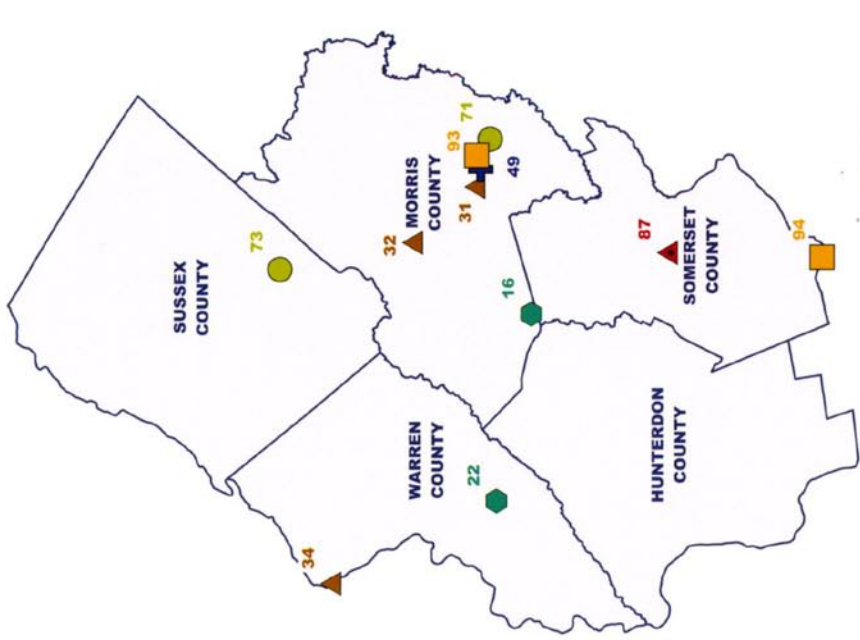 SUSSEX
COUNTY
73
MORRIS
COUNTY
32
93
71
31
49
16
WARREN
COUNTY
22
34
SOMERSET
COUNTY
87
94
HUNTERDON
COUNTY